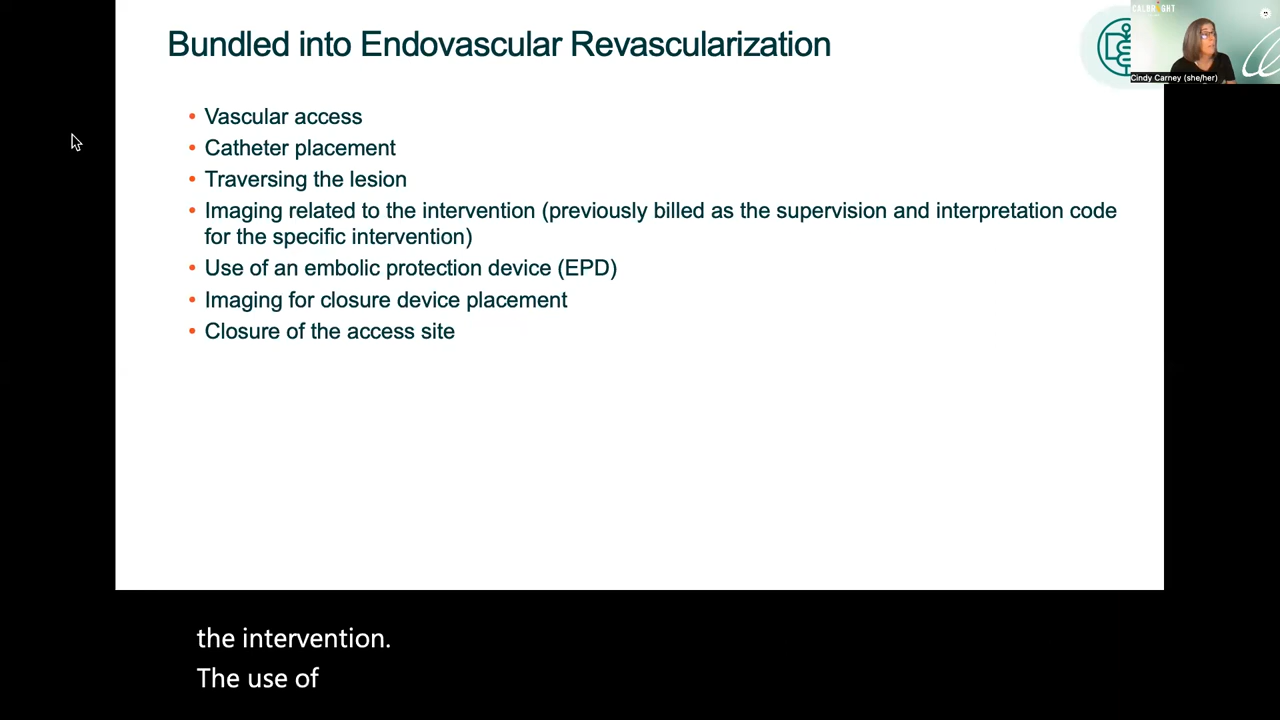 Bundled into Endovascular Revascularization
CALBRIGHT
Cindy Carney (she/her)
• Vascular access
• Catheter placement
• Traversing the lesion
• Imaging related to the intervention (previously billed as the supervision and interpretation code
for the specific intervention)
• Use of an embolic protection device (EPD)
• Imaging for closure device placement
• Closure of the access site
the intervention.
The use of